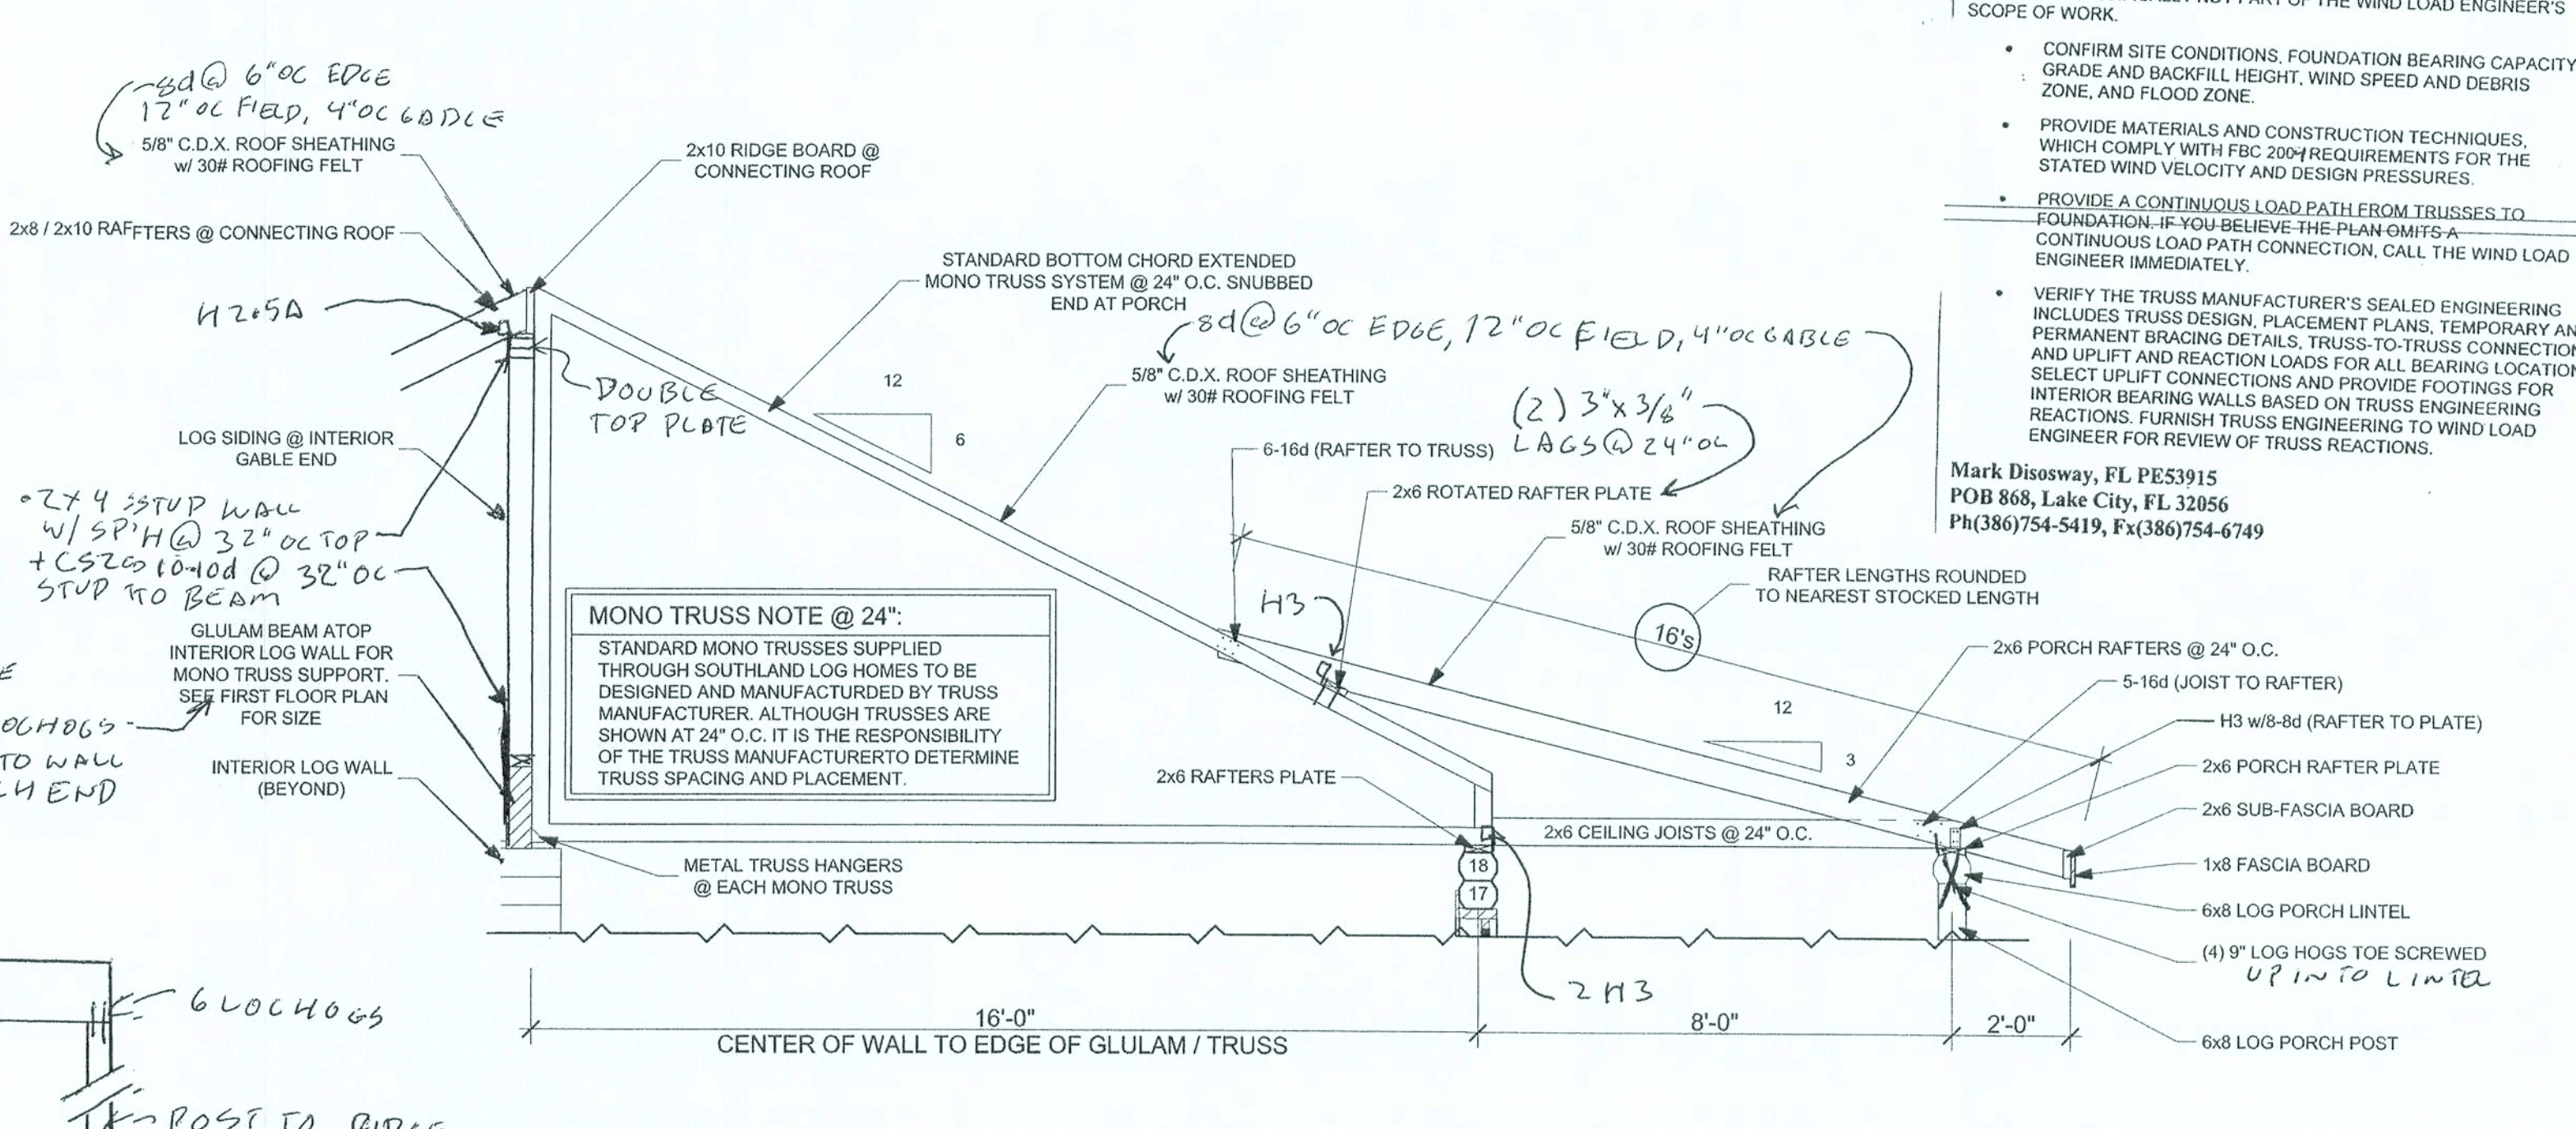 THE WIND LOAD ENGINEER'S
SCOPE OF WORK.
• CONFIRM SITE CONDITIONS, FOUNDATION BEARING CAPACITY
GRADE AND BACKFILL HEIGHT, WIND SPEED AND DEBRIS
ZONE, AND FLOOD ZONE.
• PROVIDE MATERIALS AND CONSTRUCTION TECHNIQUES,
WHICH COMPLY WITH FBC 2004 REQUIREMENTS FOR THE
STATED WIND VELOCITY AND DESIGN PRESSURES.
• PROVIDE A CONTINUOUS LOAD PATH FROM TRUSSES TO
FOUNDATION. IF YOU BELIEVE THE PLAN OMITS A
CONTINUOUS LOAD PATH CONNECTION, CALL THE WIND LOAD
ENGINEER IMMEDIATELY.
• VERIFY THE TRUSS MANUFACTURER'S SEALED ENGINEERING
INCLUDES TRUSS DESIGN, PLACEMENT PLANS, TEMPORARY AN
PERMANENT BRACING DETAILS, TRUSS-TO-TRUSS CONNECTION
AND UPLIFT AND REACTION LOADS FOR ALL BEARING LOCATION
SELECT UPLIFT CONNECTIONS AND PROVIDE FOOTINGS FOR
INTERIOR BEARING WALLS BASED ON TRUSS ENGINEERING
REACTIONS. FURNISH TRUSS ENGINEERING TO WIND LOAD
ENGINEER FOR REVIEW OF TRUSS REACTIONS.
Mark Disosway, FL PE53915
POB 868, Lake City, FL 32056
Ph(386)754-5419, Fx(386)754-6749
8d@ 6"OC EDGE
12" OC FIELD, 4"OC GABLE
5/8" C.D.X. ROOF SHEATHING
w/ 30# ROOFING FELT
2x10 RIDGE BOARD @
CONNECTING ROOF
2x8 / 2x10 RAFFTERS @ CONNECTING ROOF
H2.5A
STANDARD BOTTOM CHORD EXTENDED
MONO TRUSS SYSTEM @ 24" O.C. SNUBBED
END AT PORCH
8d@6"OC EDGE, 12"OC FIELD, 4"OC GABLE
12
6
5/8" C.D.X. ROOF SHEATHING
w/ 30# ROOFING FELT
DOUBLE
TOP PLATE
(2) 3"x3/8"
LAGS@24"OC
6-16d (RAFTER TO TRUSS)
2x6 ROTATED RAFTER PLATE
LOG SIDING @ INTERIOR
GABLE END
5/8" C.D.X. ROOF SHEATHING
w/ 30# ROOFING FELT
2x4 STUD WALL
W/ SP'H@ 32"OC TOP
+ CS20 10-10d @ 32"OC
STUD TO BEAM
RAFTER LENGTHS ROUNDED
TO NEAREST STOCKED LENGTH
16's
H3
GLULAM BEAM ATOP
INTERIOR LOG WALL FOR
MONO TRUSS SUPPORT.
SEE FIRST FLOOR PLAN
FOR SIZE
MONO TRUSS NOTE @ 24":
STANDARD MONO TRUSSES SUPPLIED
THROUGH SOUTHLAND LOG HOMES TO BE
DESIGNED AND MANUFACTURDED BY TRUSS
MANUFACTURER. ALTHOUGH TRUSSES ARE
SHOWN AT 24" O.C. IT IS THE RESPONSIBILITY
OF THE TRUSS MANUFACTURERTO DETERMINE
TRUSS SPACING AND PLACEMENT.
2x6 PORCH RAFTERS @ 24" O.C.
5-16d (JOIST TO RAFTER)
H3 w/8-8d (RAFTER TO PLATE)
12
3
OGHOGS
TO WALL
CH END
INTERIOR LOG WALL
(BEYOND)
2x6 RAFTERS PLATE
2x6 PORCH RAFTER PLATE
2x6 SUB-FASCIA BOARD
2x6 CEILING JOISTS @ 24" O.C.
METAL TRUSS HANGERS
@ EACH MONO TRUSS
18
17
1x8 FASCIA BOARD
6x8 LOG PORCH LINTEL
(4) 9" LOG HOGS TOE SCREWED
UP INTO LINTEL
2 H3
6 LOGHOGS
16'-0"
8'-0"
2'-0"
CENTER OF WALL TO EDGE OF GLULAM / TRUSS
6x8 LOG PORCH POST
POST TO RIDGE